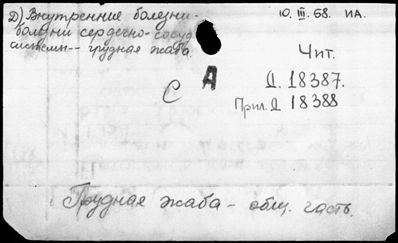 Д) Внутренние болезни -
болезни сердечно-сосуд.
системы -- грудная жаба.
10. III. 68. ИА.
Чит.
Д. 18387.
Прил. Д 18388
С А
Грудная жаба - общ. часть.